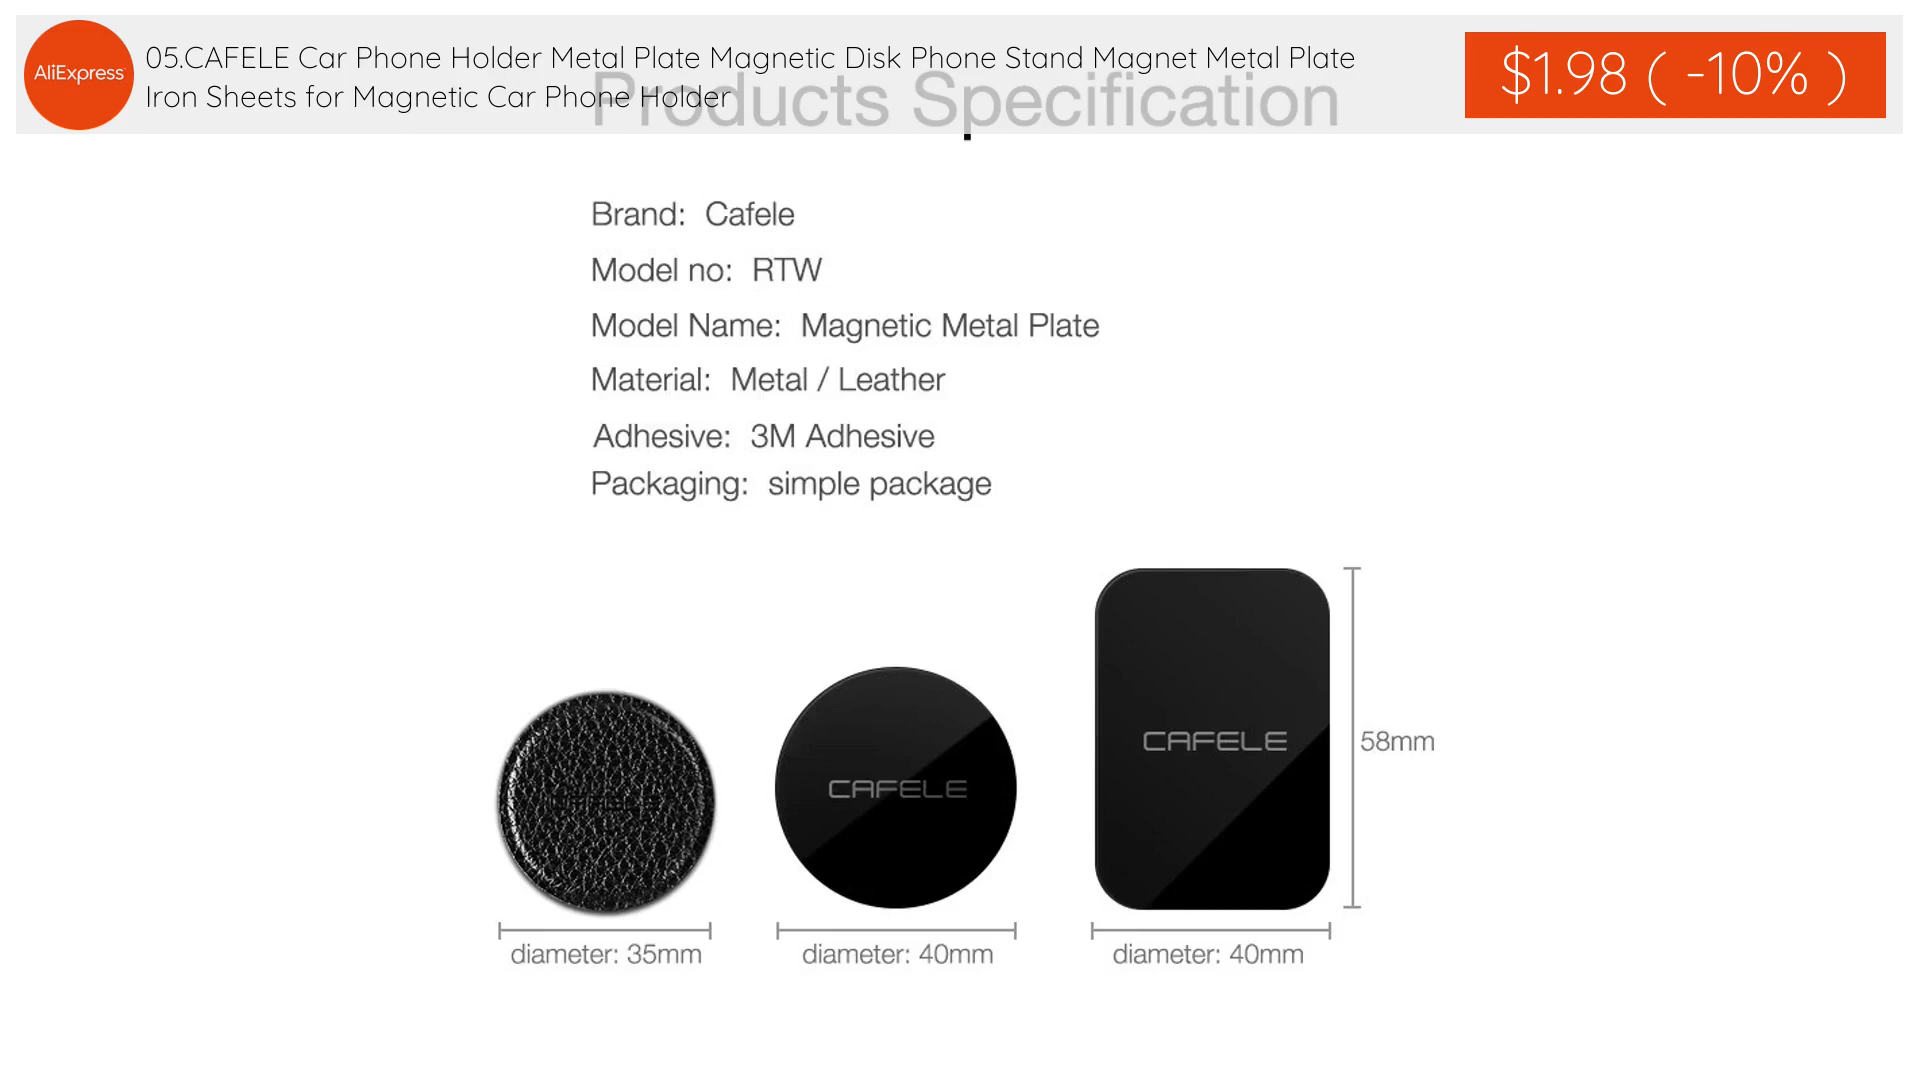 AliExpress
05.CAFELE Car Phone Holder Metal Plate Magnetic Disk Phone Stand Magnet Metal Plate
Iron Sheets for Magnetic Car Phone Holder
$1.98 ( -10% )
Products Specification
Brand: Cafele
Model no: RTW
Model Name: Magnetic Metal Plate
Material: Metal / Leather
Adhesive: 3M Adhesive
Packaging: simple package
CAFELE
CAFELE
CAFELE
58mm
diameter: 35mm
diameter: 40mm
diameter: 40mm